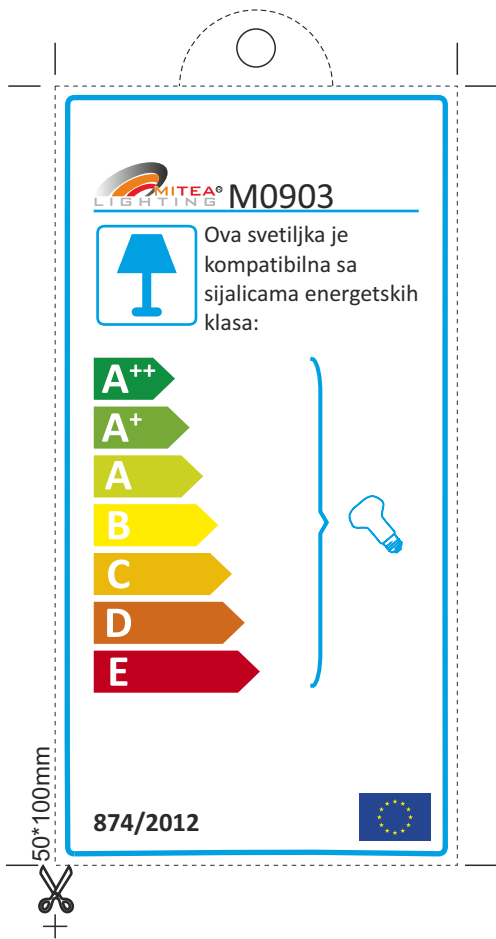 MITEA®
LIGHTING
M0903
Ova svetiljka je
kompatibilna sa
sijalicama energetskih
klasa:
A++
A+
A
B
C
D
E
874/2012
50*100mm